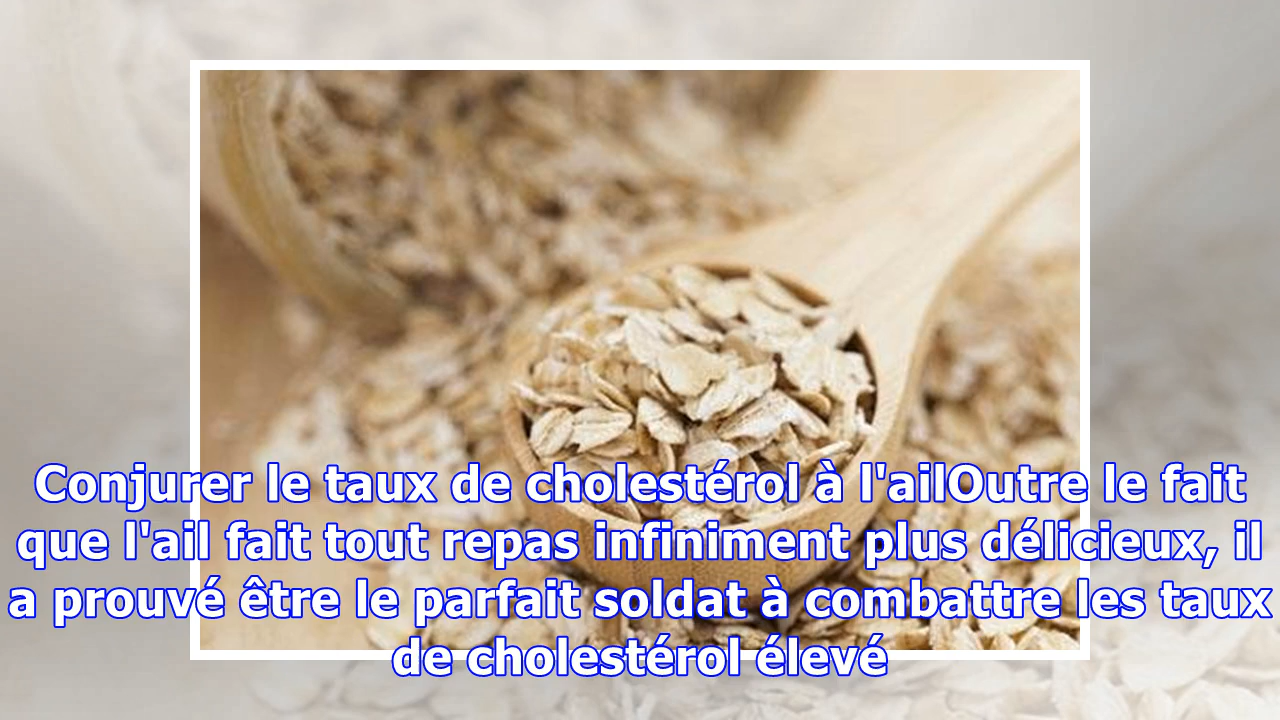 Conjurer le taux de cholestérol à l'ailOutre le fait
que l'ail fait tout repas infiniment plus délicieux, il
a prouvé être le parfait soldat à combattre les taux
de cholestérol élevé